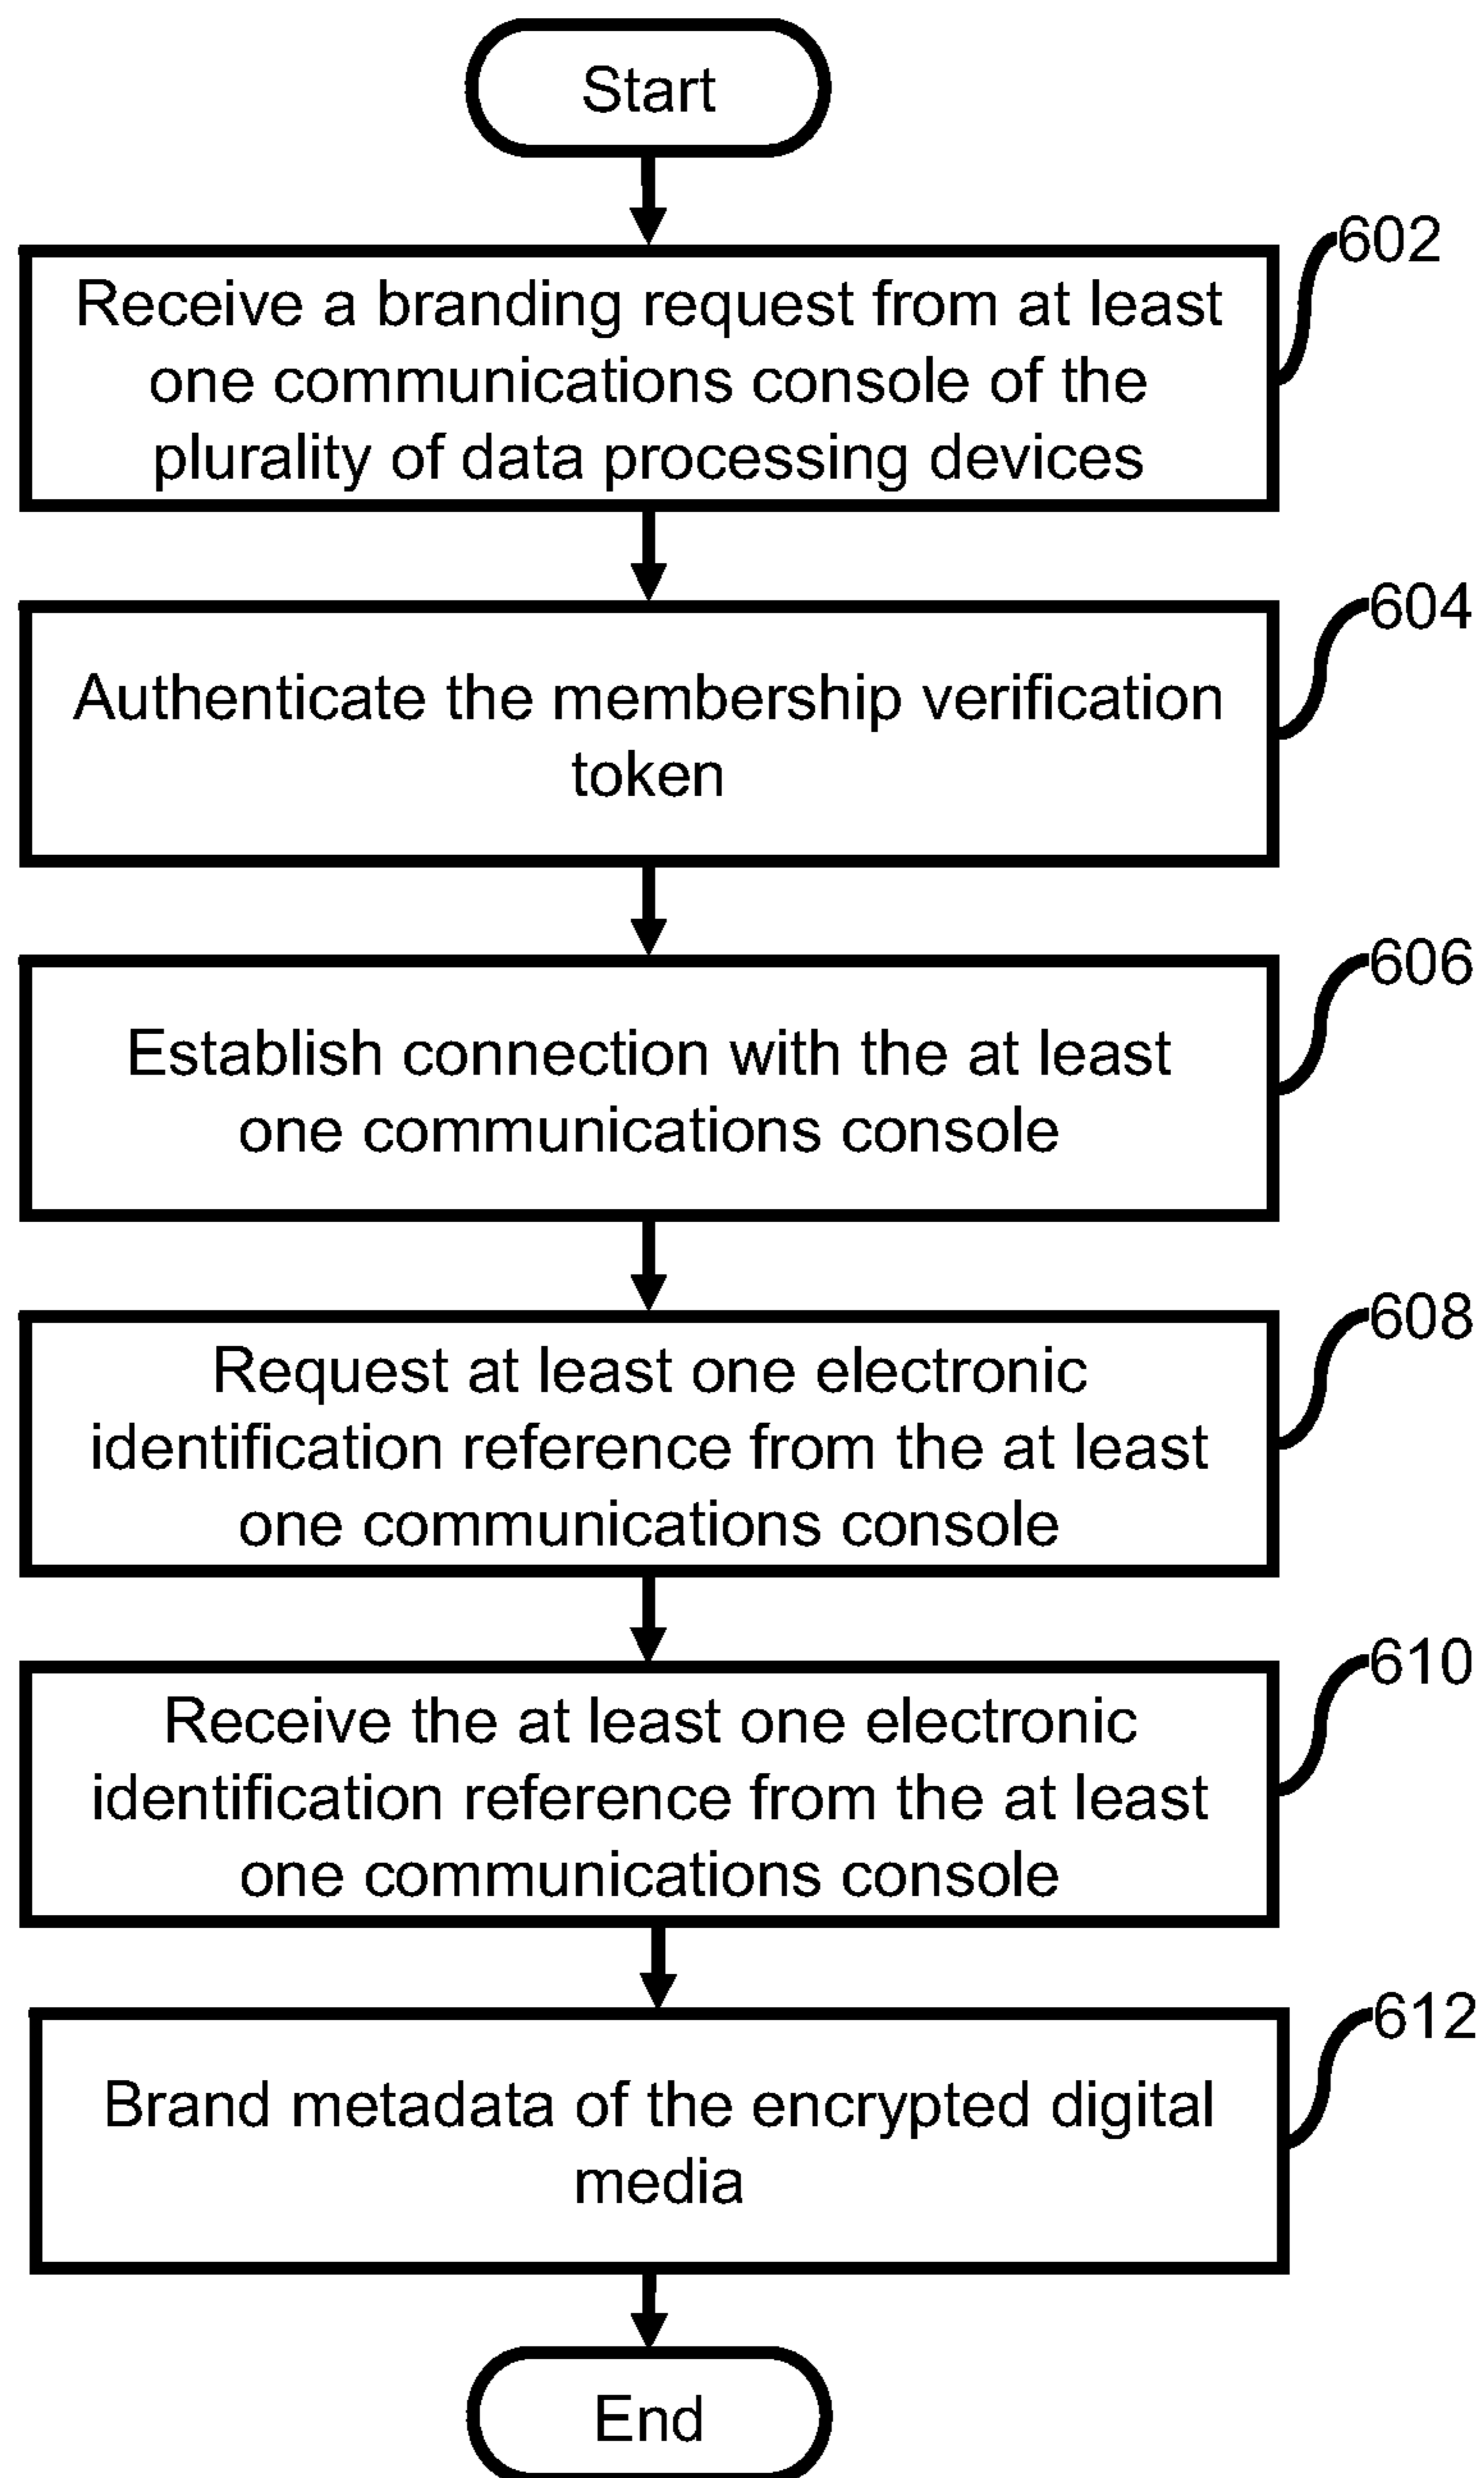 Start
602
Receive a branding request from at least
one communications console of the
plurality of data processing devices
604
Authenticate the membership verification
token
606
Establish connection with the at least
one communications console
608
Request at least one electronic
identification reference from the at least
one communications console
610
Receive the at least one electronic
identification reference from the at least
one communications console
612
Brand metadata of the encrypted digital
media
End